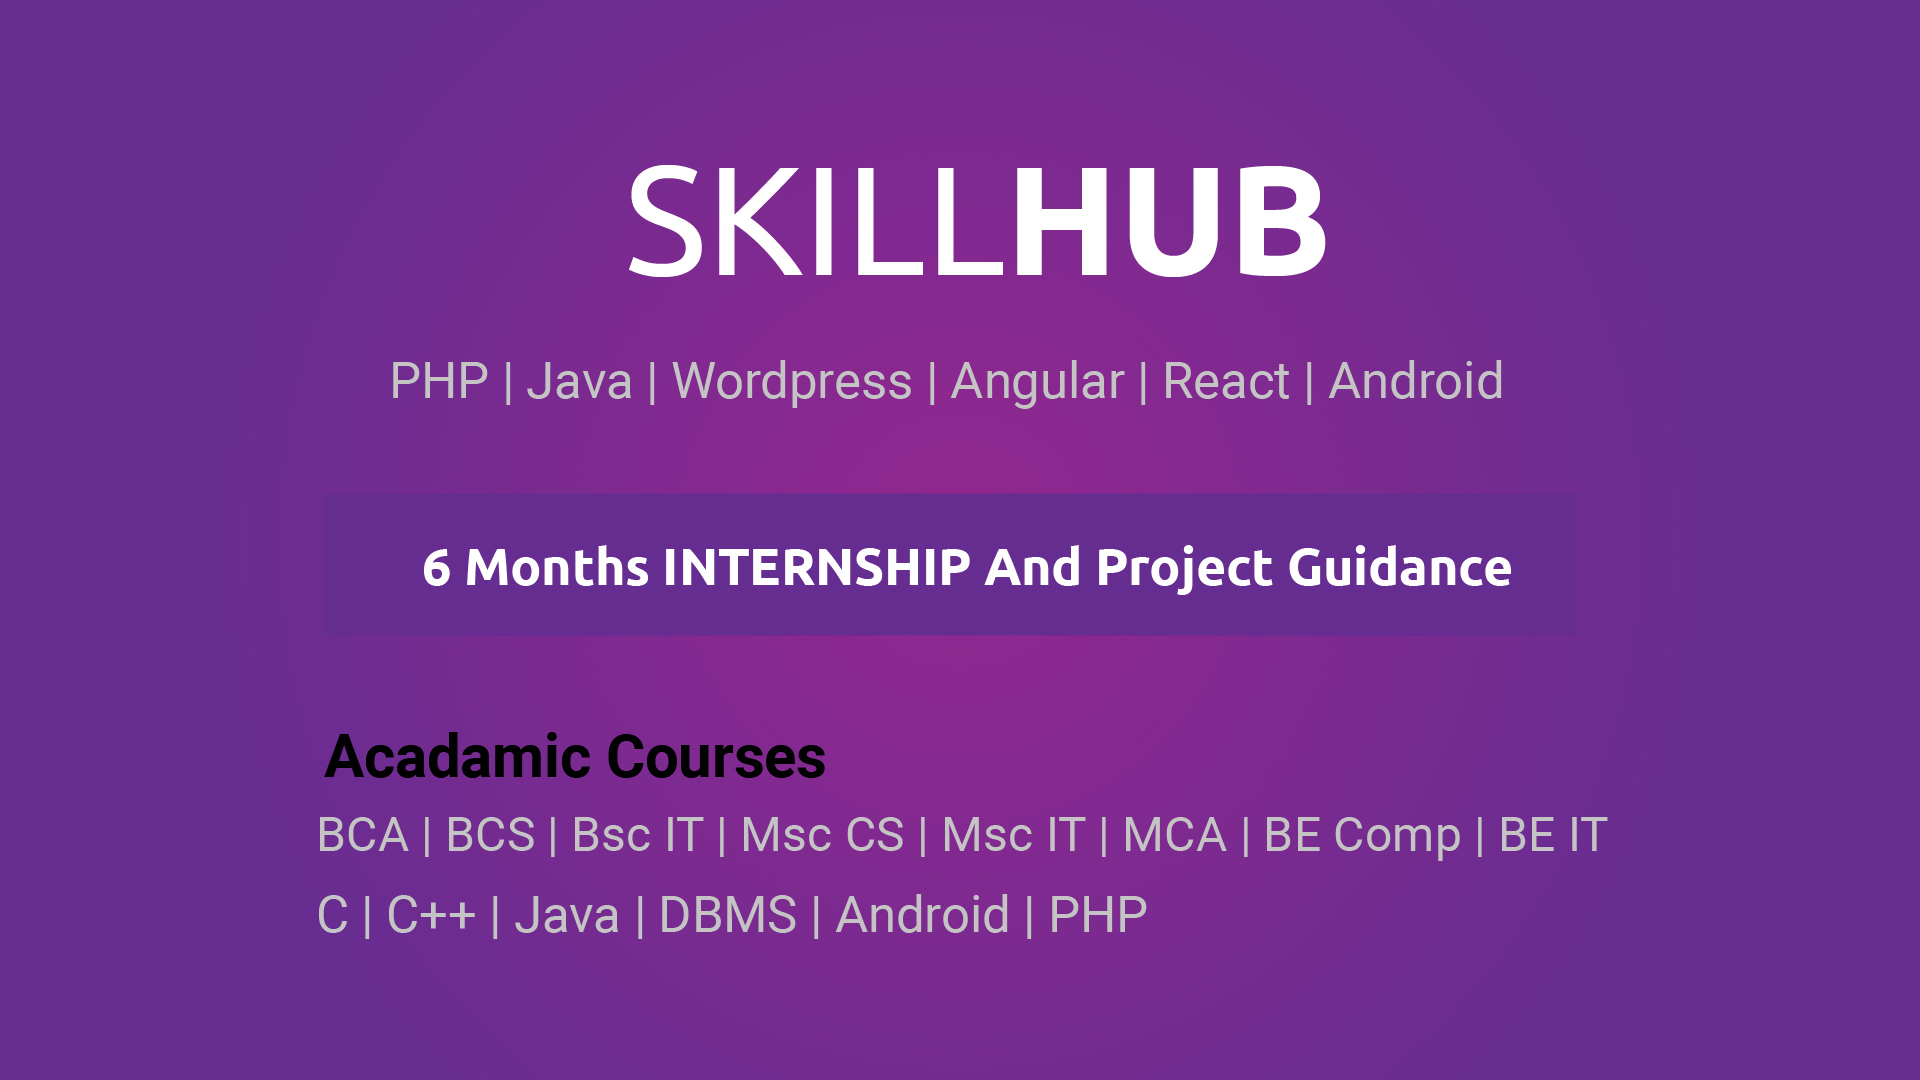 SKILLHUB
PHP | Java | Wordpress | Angular | React | Android
6 Months INTERNSHIP And Project Guidance
Acadamic Courses
BCA | BCS | Bsc IT | Msc CS | Msc IT | MCA | BE Comp | BE IT
C | C++ | Java | DBMS | Android | PHP